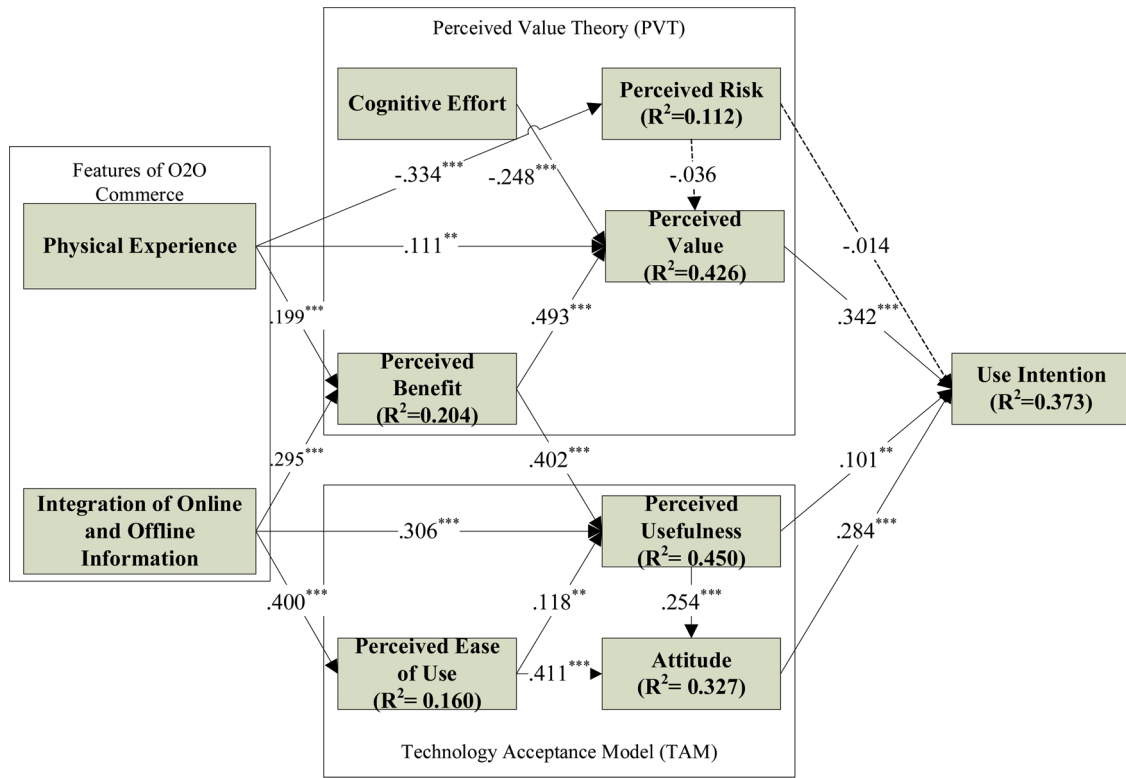 Perceived Value Theory (PVT)
Cognitive Effort
Perceived Risk
(R²=0.112)
Features of O2O
Commerce
-.334***
-.248***
-.036
Physical Experience
.111**
Perceived
Value
(R²=0.426)
-.014
.199***
.493***
.342***
Perceived
Benefit
(R²=0.204)
Use Intention
(R²=0.373)
.295***
.402***
.101**
Integration of Online
and Offline
Information
.306***
Perceived
Usefulness
(R²= 0.450)
.284***
.400***
.118**
.254***
Perceived Ease
of Use
(R²= 0.160)
.411***
Attitude
(R²= 0.327)
Technology Acceptance Model (TAM)